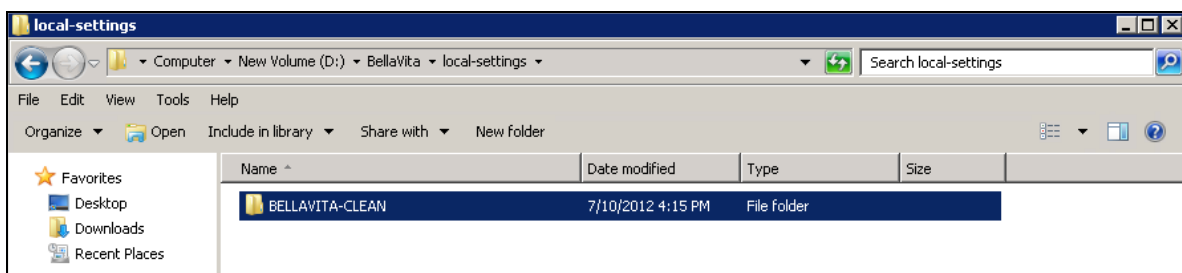 local-settings
Computer New Volume (D:) BellaVita local-settings Search local-settings
File Edit View Tools Help
Organize Open Include in library Share with New folder
Favorites Name Date modified Type Size
Desktop BELLAVITA-CLEAN 7/10/2012 4:15 PM File folder
Downloads
Recent Places